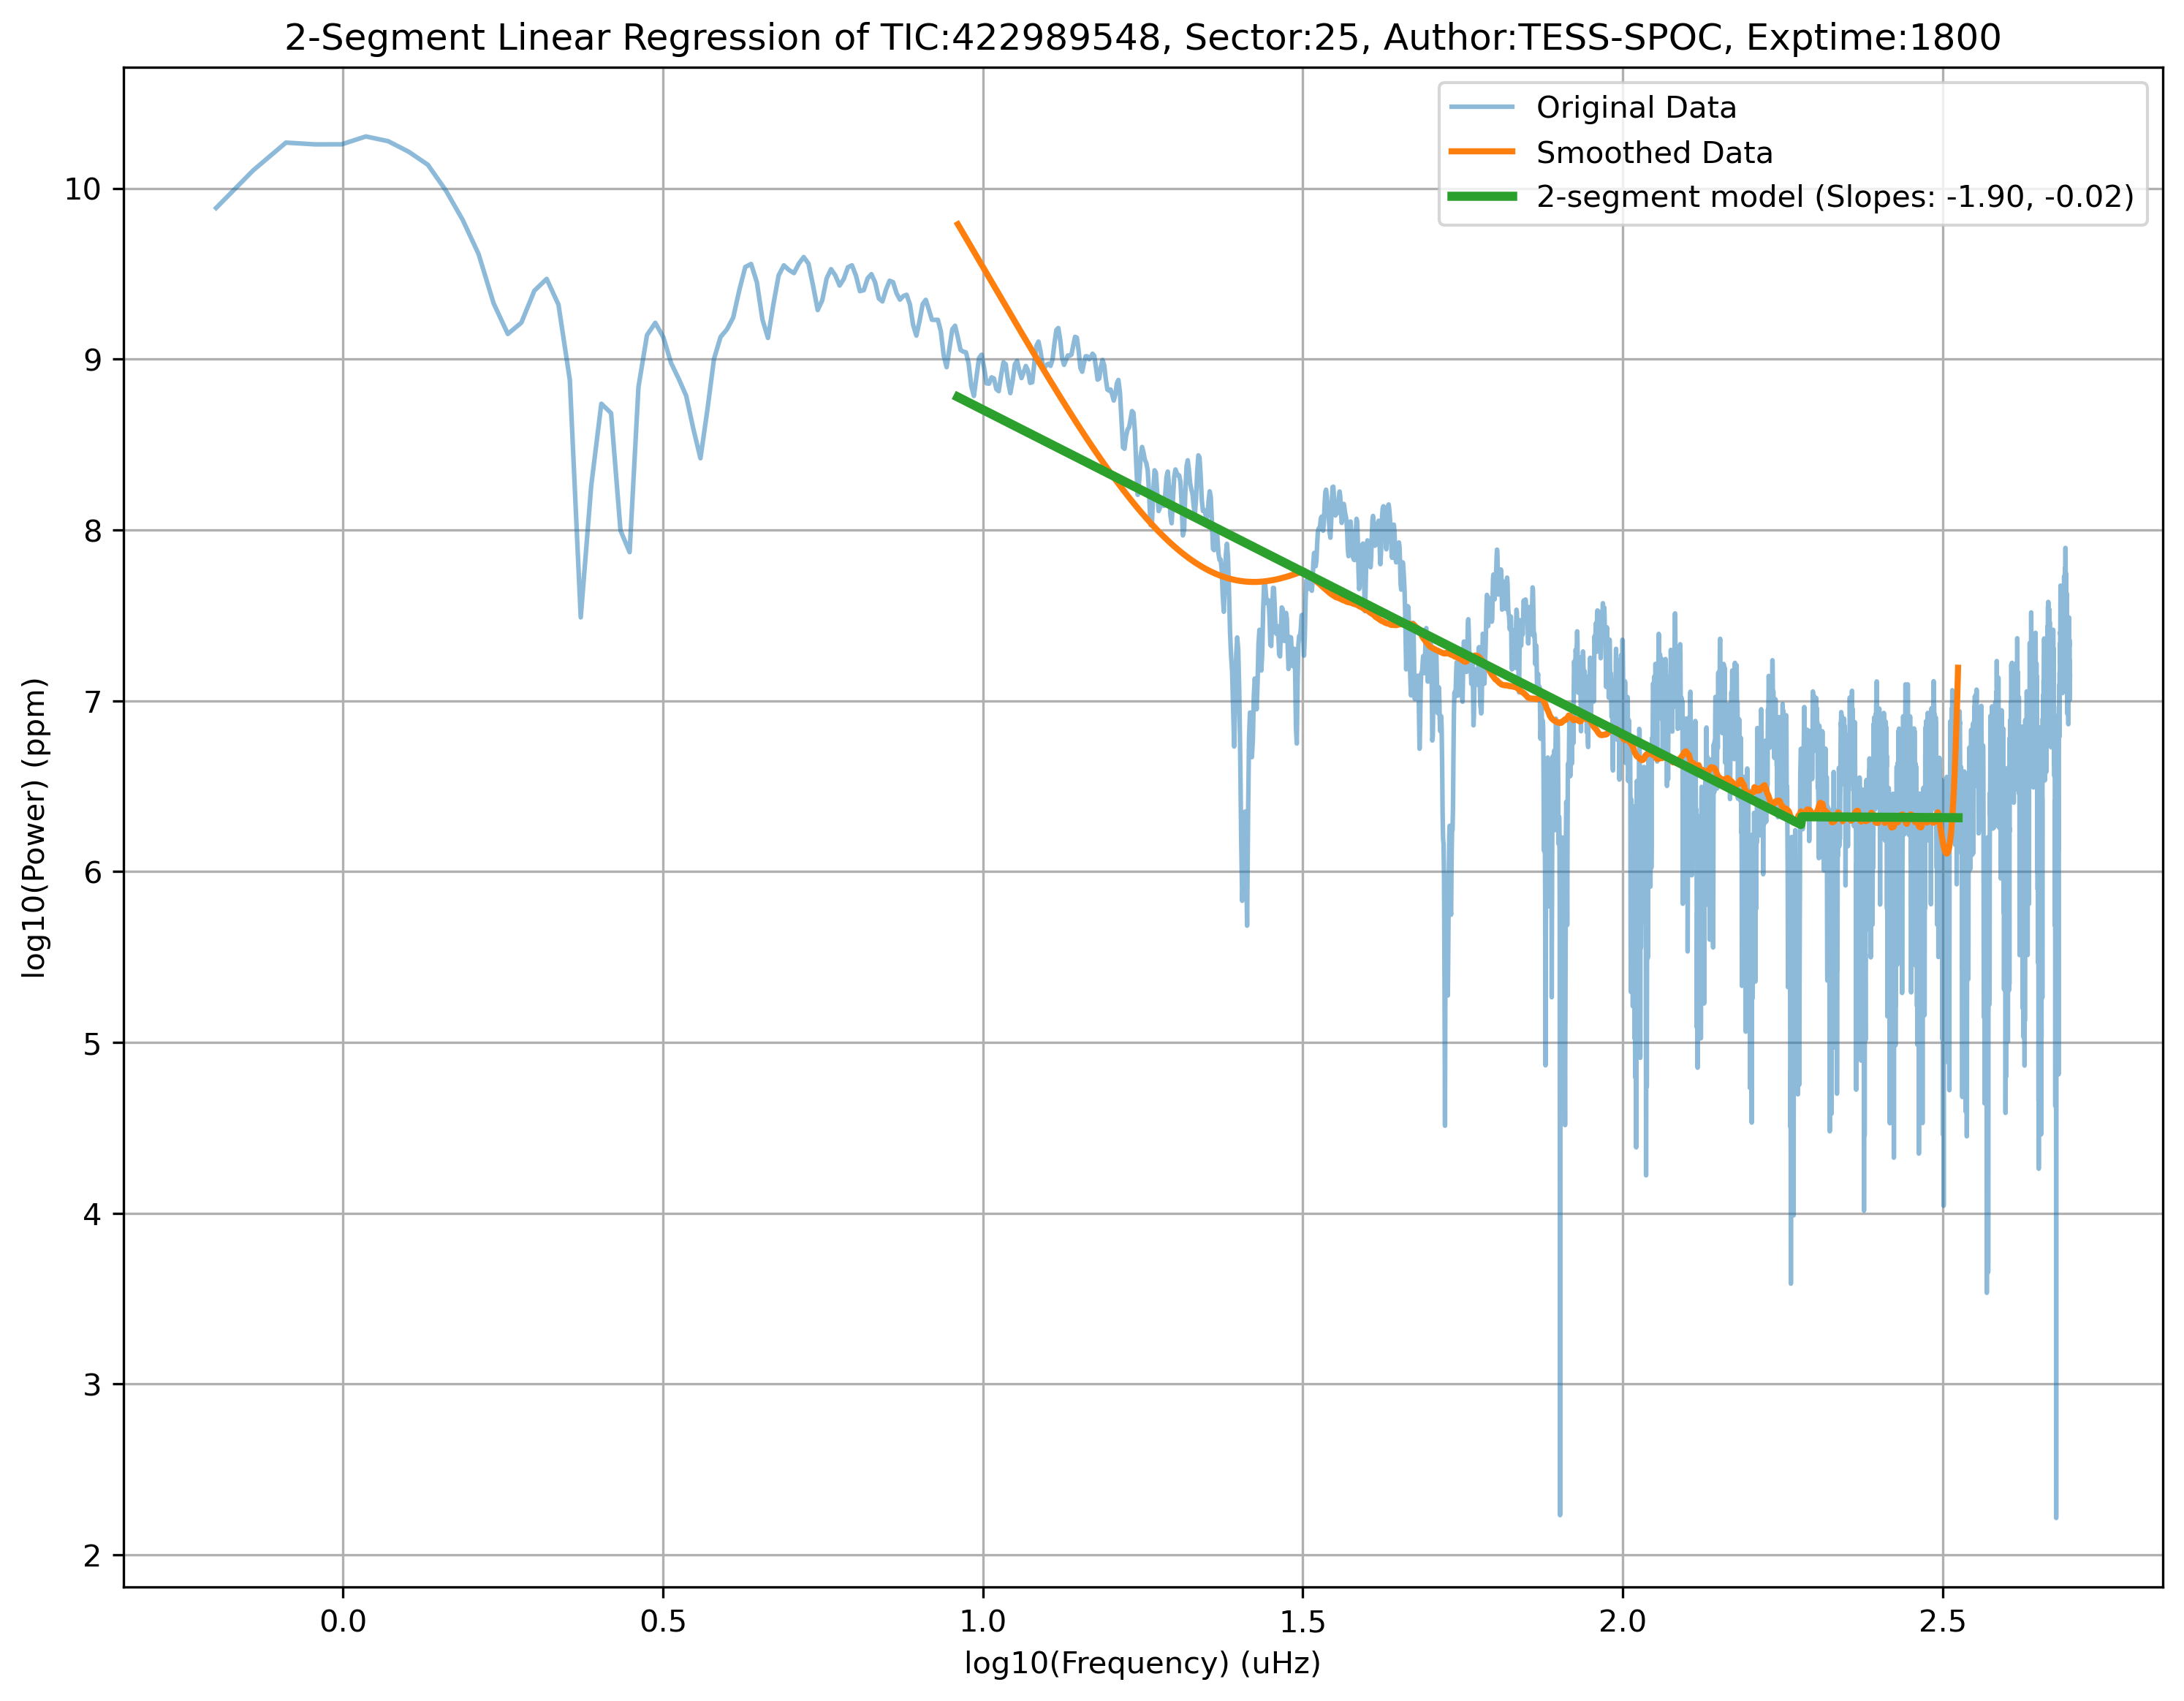 2-Segment Linear Regression of TIC:422989548, Sector:25, Author:TESS-SPOC, Exptime:1800
Original Data
Smoothed Data
2-segment model (Slopes: -1.90, -0.02)
log10(Power) (ppm)
10
9
8
7
6
5
4
3
2
0.0 0.5 1.0 1.5 2.0 2.5
log10(Frequency) (uHz)